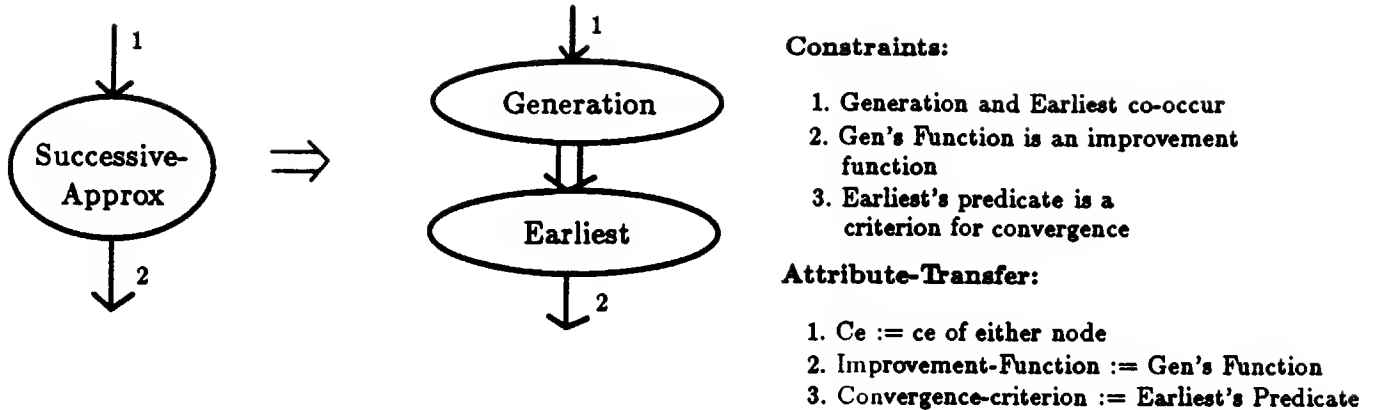 1
Successive-
Approx
2
1
Generation
Earliest
2
Constraints:
1. Generation and Earliest co-occur
2. Gen's Function is an improvement
function
3. Earliest's predicate is a
criterion for convergence
Attribute-Transfer:
1. Ce := ce of either node
2. Improvement-Function := Gen's Function
3. Convergence-criterion := Earliest's Predicate